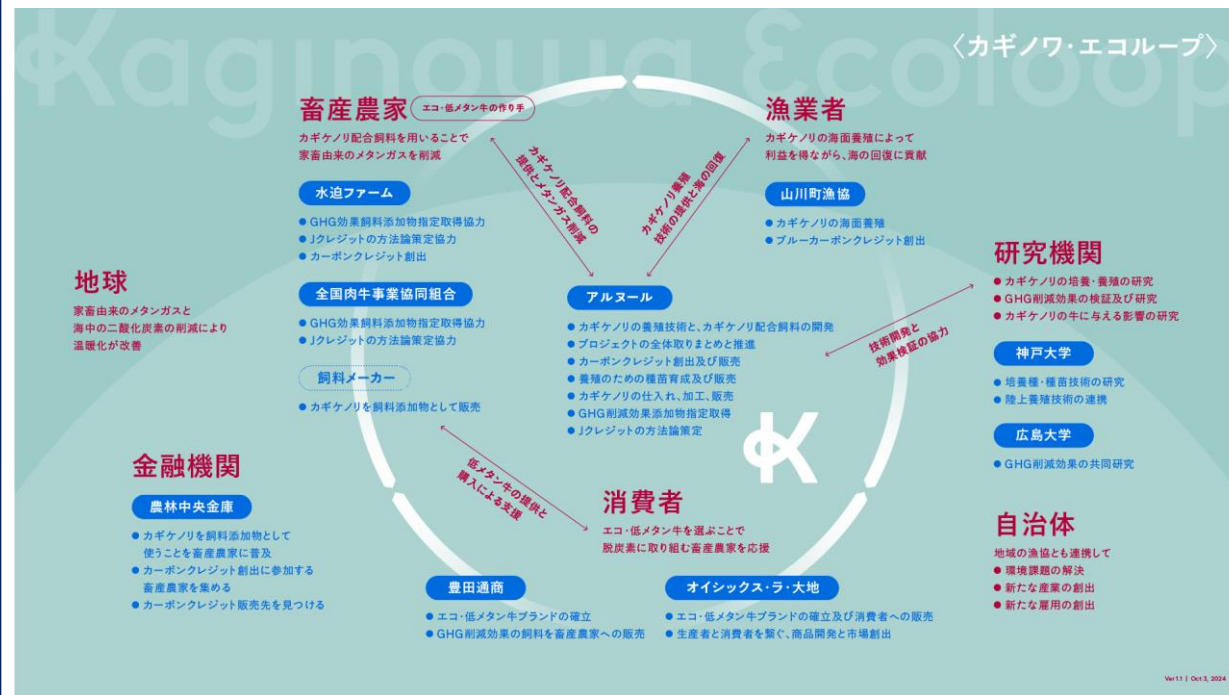 Kaginowa Ecoloop
〈カギノワ・エコループ〉
畜産農家
エコ・低メタン牛の作り手
カギケノリ配合飼料を用いることで
家畜由来のメタンガスを削減
水迫ファーム
● GHG効果飼料添加物指定取得協力
● Jクレジットの方法論策定協力
● カーボンクレジット創出
全国肉牛事業協同組合
● GHG効果飼料添加物指定取得協力
● Jクレジットの方法論策定協力
飼料メーカー
● カギケノリを飼料添加物として販売
カギケノリ配合飼料の
提供とメタンガス削減
漁業者
カギケノリの海面養殖によって
利益を得ながら、海の回復に貢献
山川町漁協
● カギケノリの海面養殖
● ブルーカーボンクレジット創出
カギケノリ養殖
技術の提供と海の回復
地球
家畜由来のメタンガスと
海中の二酸化炭素の削減により
温暖化が改善
アルヌール
● カギケノリの養殖技術と、カギケノリ配合飼料の開発
● プロジェクトの全体取りまとめと推進
● カーボンクレジット創出及び販売
● 養殖のための種苗育成及び販売
● カギケノリの仕入れ、加工、販売
● GHG削減効果添加物指定取得
● Jクレジットの方法論策定
K
技術開発と
効果検証の協力
研究機関
● カギケノリの培養・養殖の研究
● GHG削減効果の検証及び研究
● カギケノリの牛に与える影響の研究
神戸大学
● 培養種・種苗技術の研究
● 陸上養殖技術の連携
広島大学
● GHG削減効果の共同研究
金融機関
農林中央金庫
● カギケノリを飼料添加物として
使うことを畜産農家に普及
● カーボンクレジット創出に参加する
畜産農家を集める
● カーボンクレジット販売先を見つける
低メタン牛の提供と
購入による支援
消費者
エコ・低メタン牛を選ぶことで
脱炭素に取り組む畜産農家を応援
豊田通商
● エコ・低メタン牛ブランドの確立
● GHG削減効果の飼料を畜産農家への販売
オイシックス・ラ・大地
● エコ・低メタン牛ブランドの確立及び消費者への販売
● 生産者と消費者を繋ぐ、商品開発と市場創出
自治体
地域の漁協とも連携して
● 環境課題の解決
● 新たな産業の創出
● 新たな雇用の創出
Ver1.1 | Oct 3, 2024